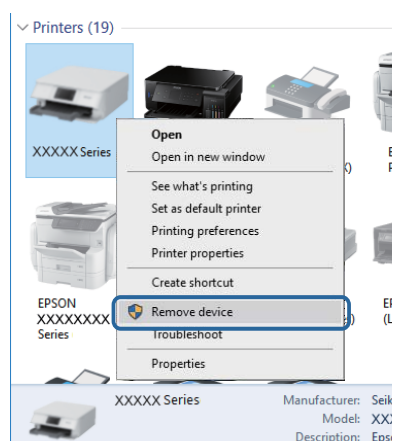 Printers (19)
XXXXX Series
Open
Open in new window
See what's printing
Set as default printer
Printing preferences
Printer properties
Create shortcut
Remove device
Troubleshoot
Properties
EPSON
XXXXXXXX
Series
XXXXX Series
Manufacturer:
Model:
Description: